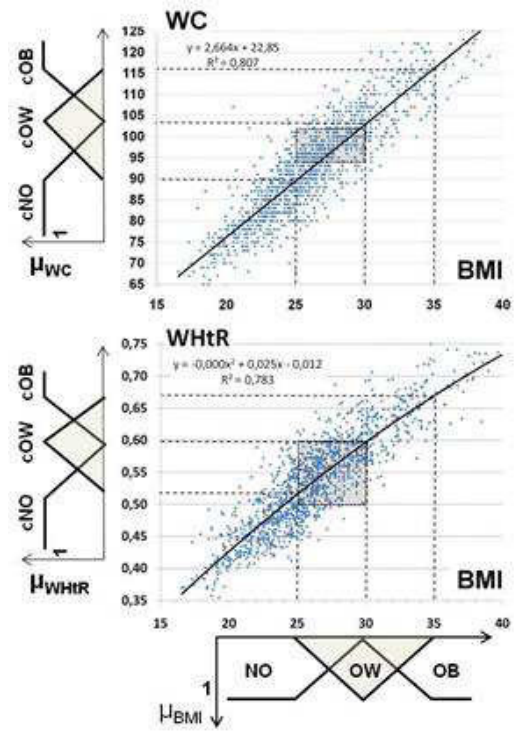 WC
125
120
115
110
105
100
95
90
85
80
75
70
65
y = 2,664x + 22,85
R² = 0,807
cOB
cOW
cNO
1
μWC
BMI
15 20 25 30 35 40
WHtR
0,75
0,70
0,65
0,60
0,55
0,50
0,45
0,40
0,35
y = -0,000x² + 0,025x - 0,012
R² = 0,783
cOB
cOW
cNO
1
μWHtR
BMI
15 20 25 30 35 40
NO OW OB
1
μBMI